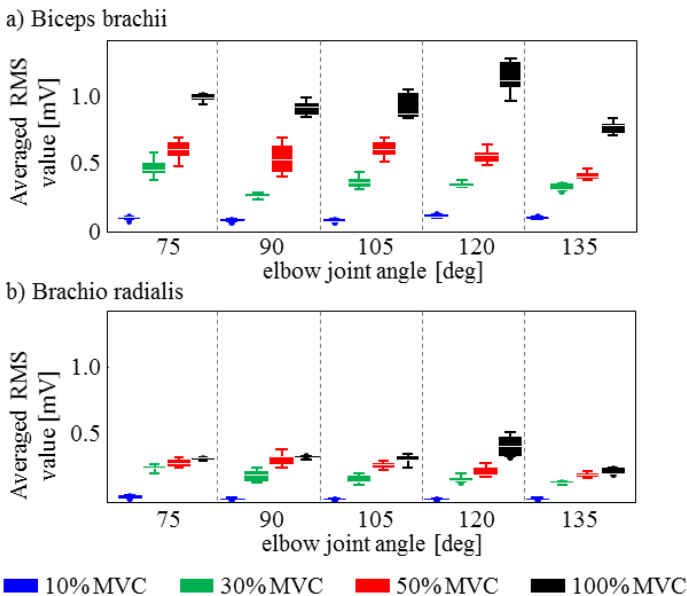 a) Biceps brachii
Averaged RMS
value [mV]
1.0
0.5
0
75 90 105 120 135
elbow joint angle [deg]
b) Brachio radialis
Averaged RMS
value [mV]
1.0
0.5
75 90 105 120 135
elbow joint angle [deg]
10%MVC 30%MVC 50%MVC 100%MVC